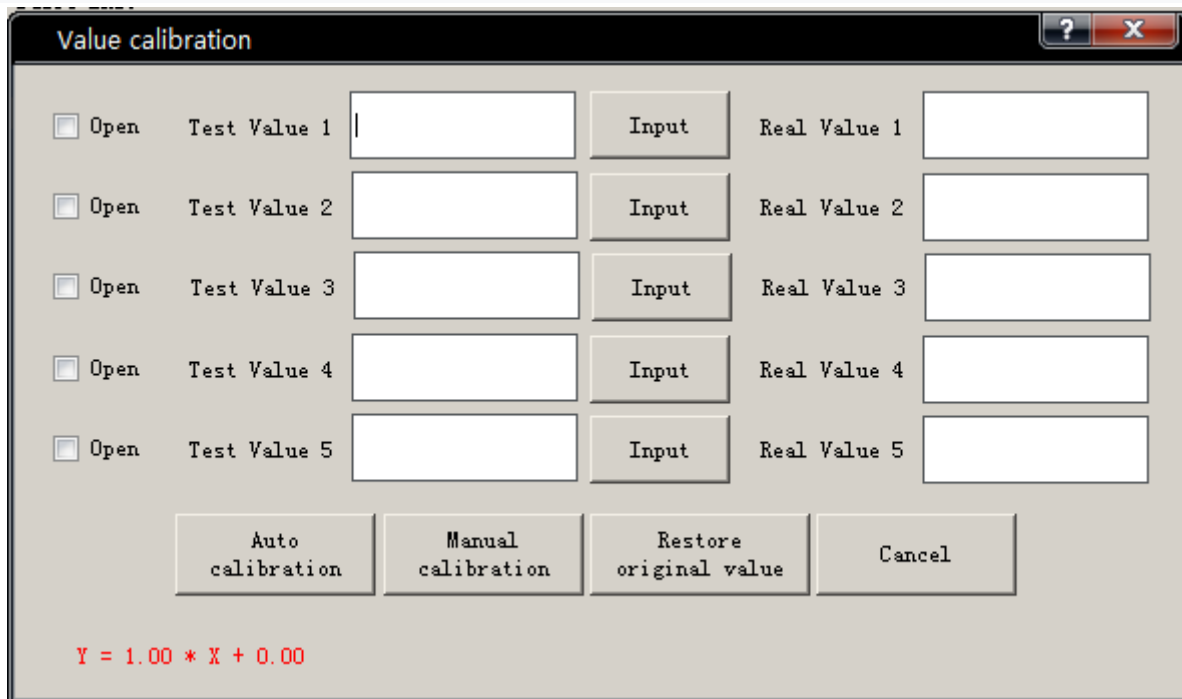 Value calibration
?
X
Open Test Value 1 Input Real Value 1
Open Test Value 2 Input Real Value 2
Open Test Value 3 Input Real Value 3
Open Test Value 4 Input Real Value 4
Open Test Value 5 Input Real Value 5
Auto calibration
Manual calibration
Restore original value
Cancel
Y = 1.00 * X + 0.00